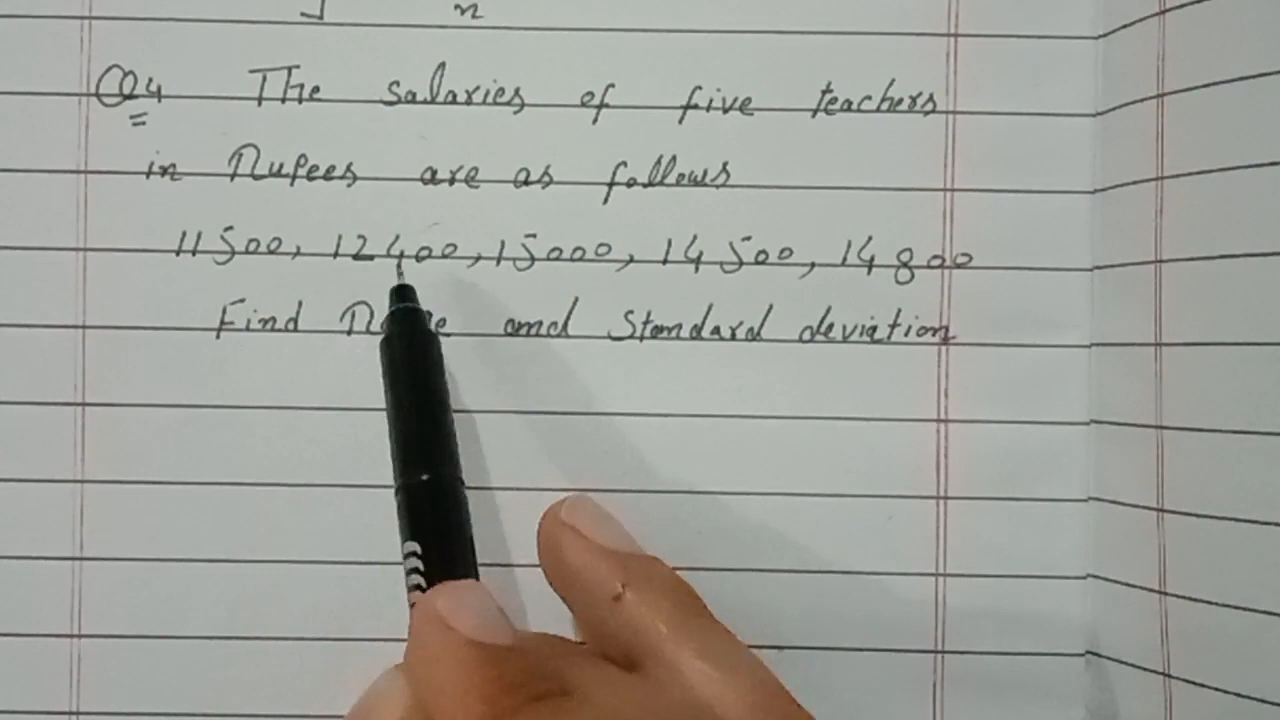 n
Q4 The salaries of five teachers
in Rupees are as follows
11500, 12400, 15000, 14500, 14800
Find and Standard deviation